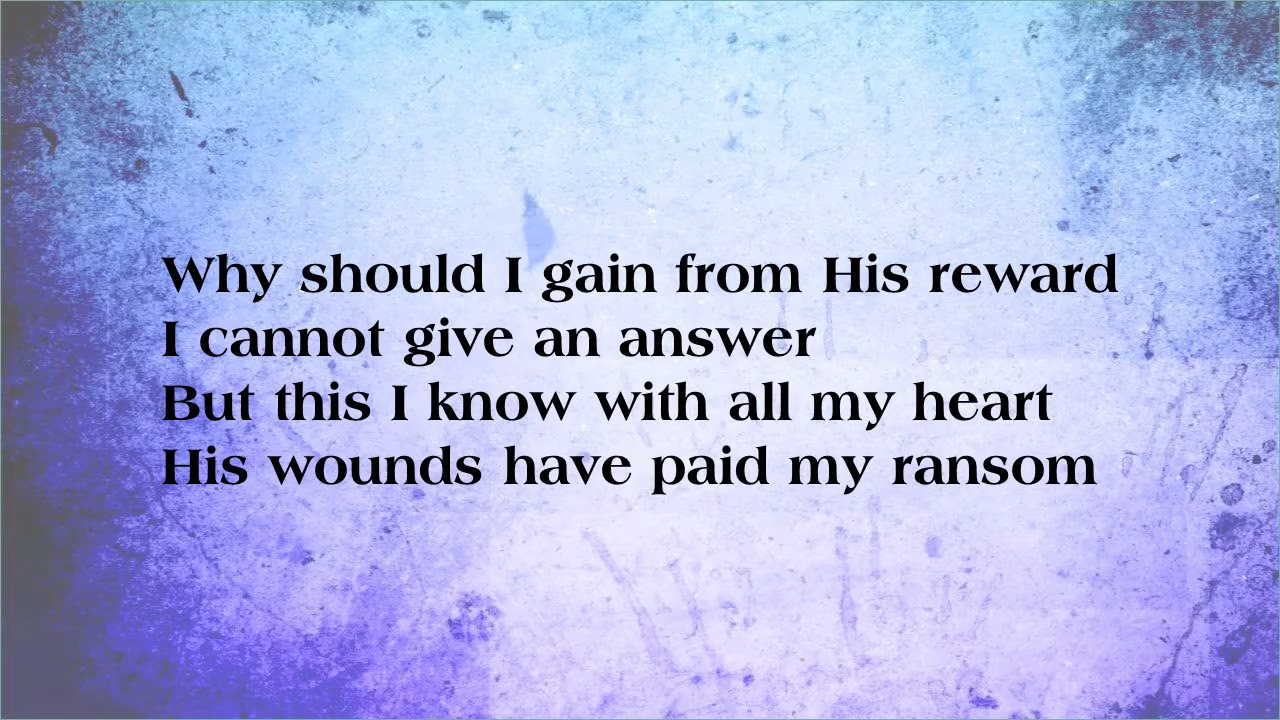 Why should I gain from His reward
I cannot give an answer
But this I know with all my heart
His wounds have paid my ransom